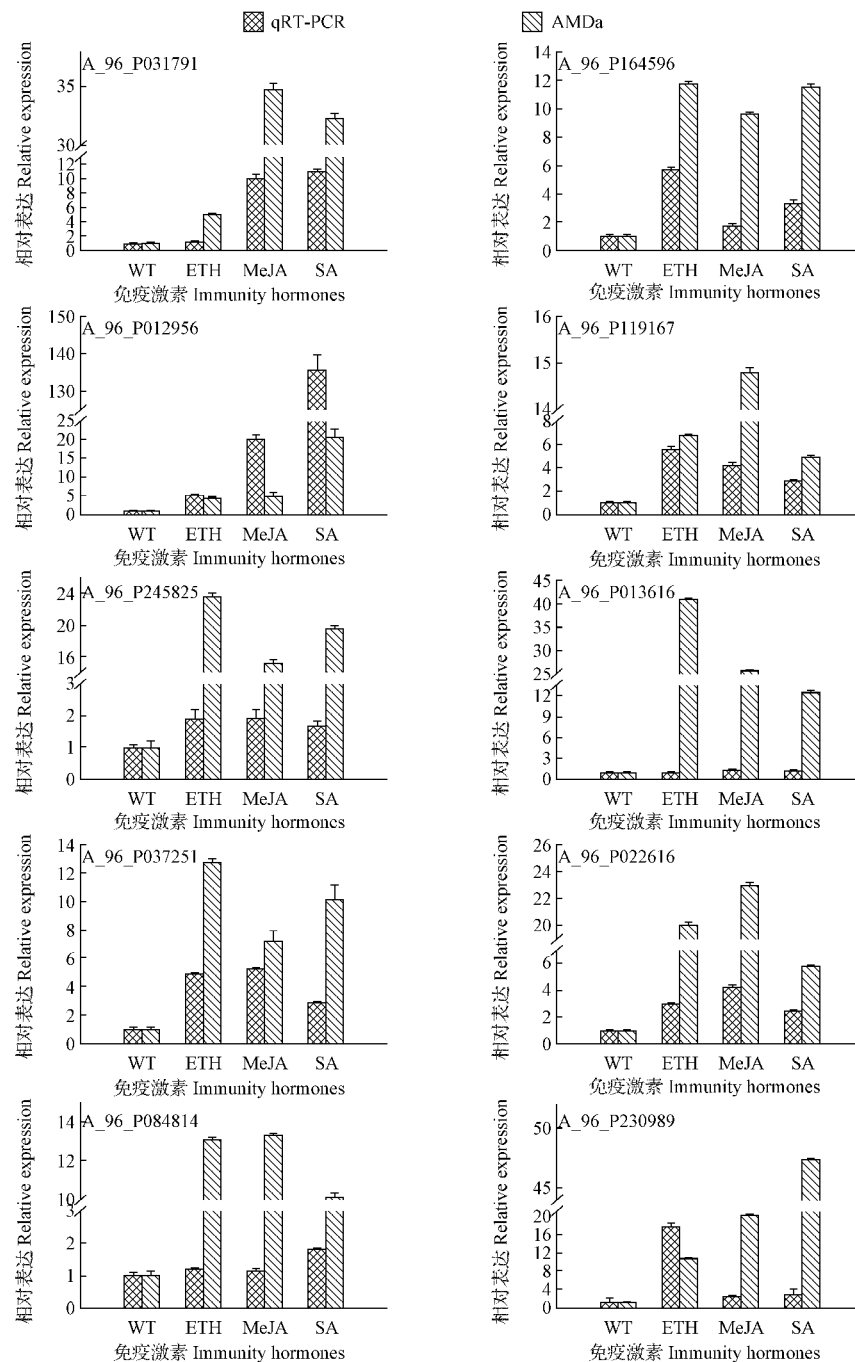 qRT-PCR AMDa
A_96_P031791
相对表达 Relative expression
35
30
12
10
8
6
4
2
0
WT ETH MeJA SA
免疫激素 Immunity hormones
A_96_P164596
相对表达 Relative expression
14
12
10
8
6
4
2
0
WT ETH MeJA SA
免疫激素 Immunity hormones
A_96_P012956
相对表达 Relative expression
150
140
130
25
20
15
10
5
0
WT ETH MeJA SA
免疫激素 Immunity hormones
A_96_P119167
相对表达 Relative expression
16
15
14
8
6
4
2
0
WT ETH MeJA SA
免疫激素 Immunity hormones
A_96_P245825
相对表达 Relative expression
24
20
16
3
2
1
0
WT ETH MeJA SA
免疫激素 Immunity hormones
A_96_P013616
相对表达 Relative expression
45
40
35
30
25
12
9
6
3
0
WT ETH MeJA SA
免疫激素 Immunity hormones
A_96_P037251
相对表达 Relative expression
14
12
10
8
6
4
2
0
WT ETH MeJA SA
免疫激素 Immunity hormones
A_96_P022616
相对表达 Relative expression
26
24
22
20
6
4
2
0
WT ETH MeJA SA
免疫激素 Immunity hormones
A_96_P084814
相对表达 Relative expression
14
12
10
3
2
1
0
WT ETH MeJA SA
免疫激素 Immunity hormones
A_96_P230989
相对表达 Relative expression
50
45
20
16
12
8
4
0
WT ETH MeJA SA
免疫激素 Immunity hormones